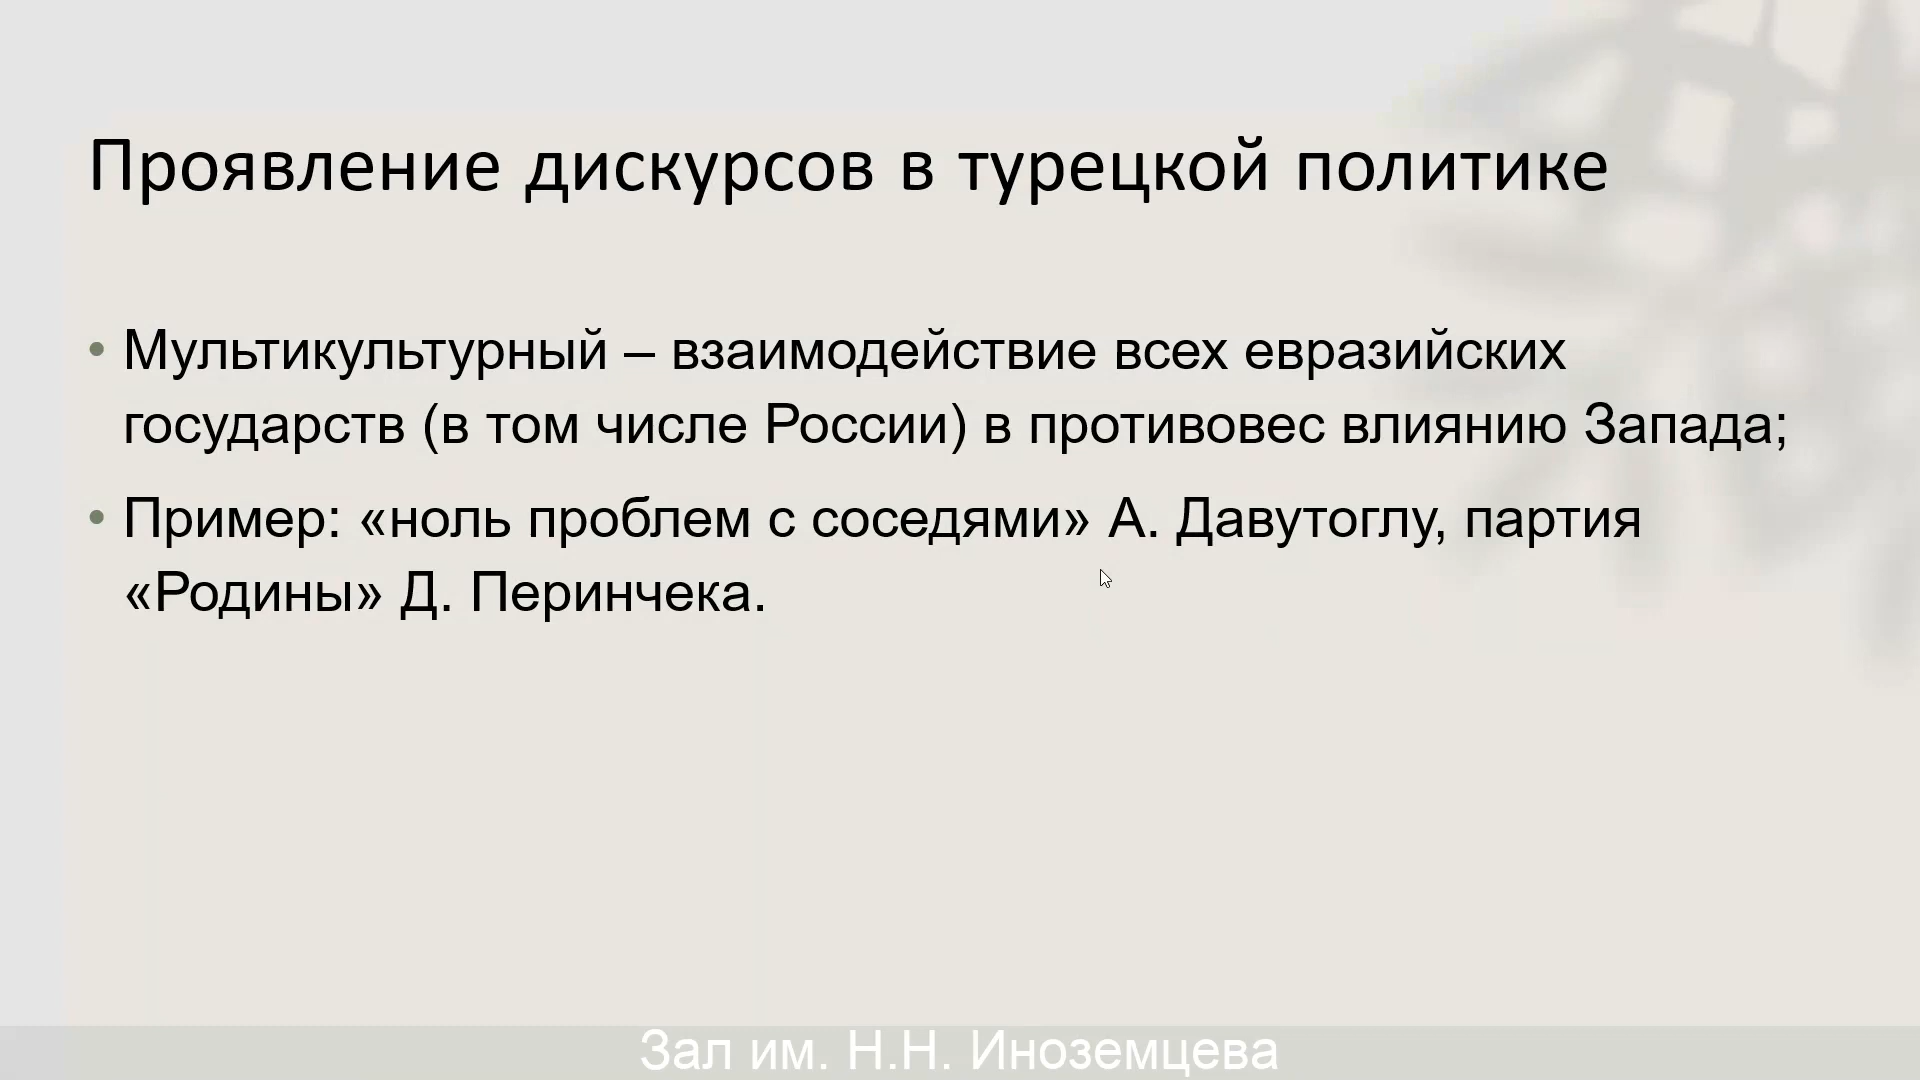 Проявление дискурсов в турецкой политике
• Мультикультурный – взаимодействие всех евразийских
государств (в том числе России) в противовес влиянию Запада;
• Пример: «ноль проблем с соседями» А. Давутоглу, партия
«Родины» Д. Перинчека.
Зал им. Н.Н. Иноземцева